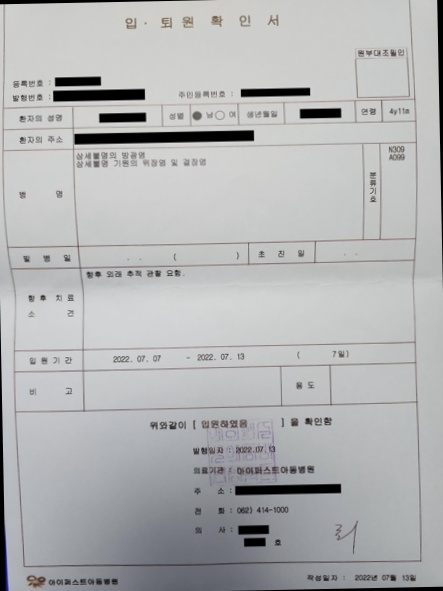 입 · 퇴 원 확 인 서
원부대조필인
등록번호 :
발행번호 :
주민등록번호 :
환자의 성명
성별
남
여
생년월일
연령
4y11m
환자의 주소
병 명
상세불명의 방광염
상세불명 기원의 위장염 및 결장염
분류기호
N309
A099
발 병 일
. . ( )
초 진 일
. .
향후 치료
소 견
향후 외래 추적 관찰 요함.
입원기간
2022. 07. 07 - 2022. 07. 13 ( 7일)
비 고
용 도
위와같이 [ 입원하였음 ] 을 확인함
발행일자 : 2022.07.13
의료기관 : 아이퍼스트아동병원
주 소 :
전 화 : 062) 414-1000
의 사 :
호
아이퍼스트아동병원
작성일자 : 2022년 07월 13일